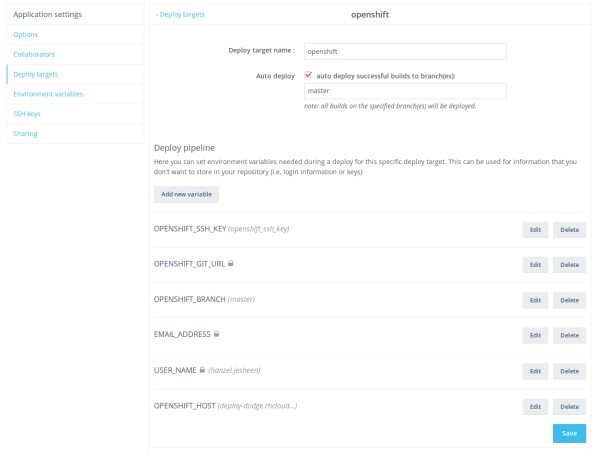 Application settings
Options
Collaborators
Deploy targets
Environment variables
SSH keys
Sharing
‹ Deploy targets
openshift
Deploy target name :
openshift
Auto deploy
auto deploy successful builds to branch(es):
master
note: all builds on the specified branch(es) will be deployed.
Deploy pipeline
Here you can set environment variables needed during a deploy for this specific deploy target. This can be used for information that you
don't want to store in your repository (i.e. login information or keys)
Add new variable
OPENSHIFT_SSH_KEY (openshift_ssh_key) Edit Delete
OPENSHIFT_GIT_URL Edit Delete
OPENSHIFT_BRANCH (master) Edit Delete
EMAIL_ADDRESS Edit Delete
USER_NAME (hanzel.jesheen) Edit Delete
OPENSHIFT_HOST (deploy-dodge.rhcloud...) Edit Delete
Save